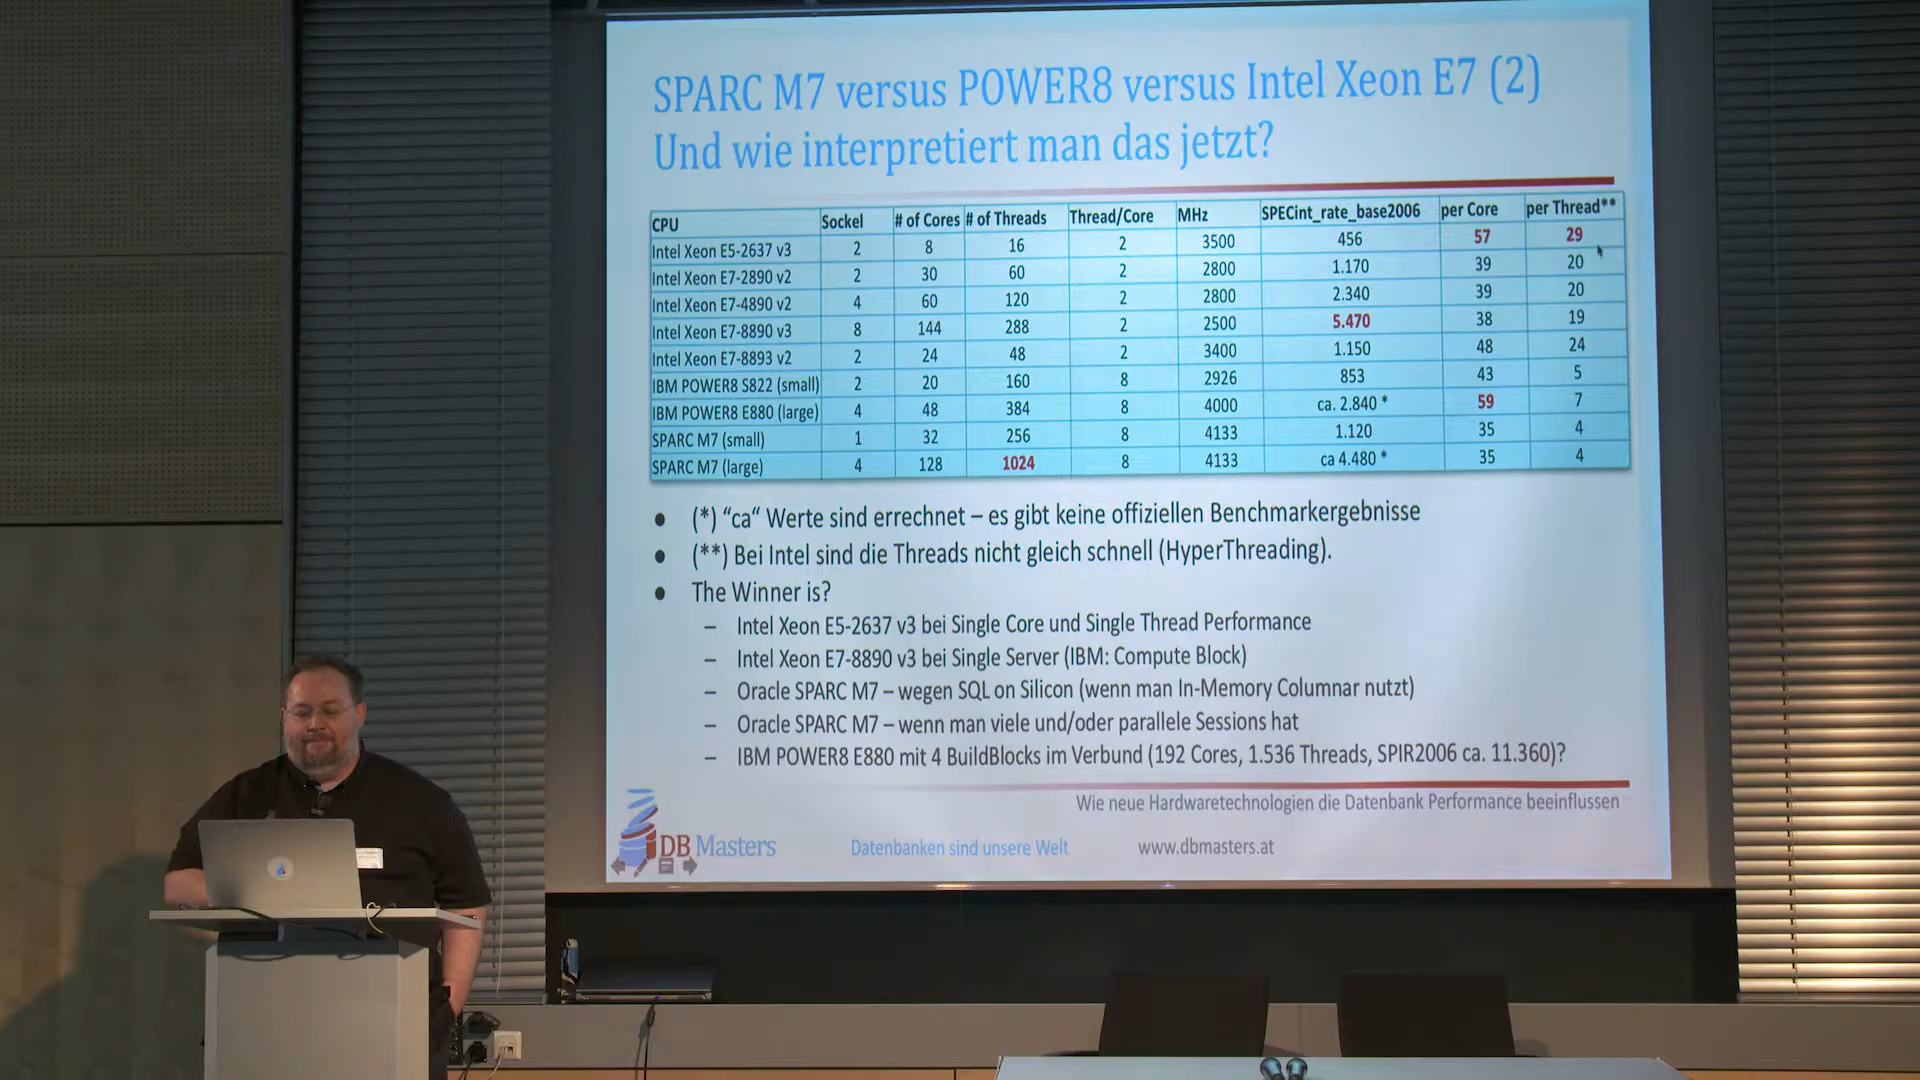 SPARC M7 versus POWER8 versus Intel Xeon E7 (2)
Und wie interpretiert man das jetzt?
CPU Sockel # of Cores # of Threads Thread/Core MHz SPECint_rate_base2006 per Core per Thread**
Intel Xeon E5-2637 v3 2 8 16 2 3500 456 57 29
Intel Xeon E7-2890 v2 2 30 60 2 2800 1.170 39 20
Intel Xeon E7-4890 v2 4 60 120 2 2800 2.340 39 20
Intel Xeon E7-8890 v3 8 144 288 2 2500 5.470 38 19
Intel Xeon E7-8893 v2 2 24 48 2 3400 1.150 48 24
IBM POWER8 S822 (small) 2 20 160 8 2926 853 43 5
IBM POWER8 E880 (large) 4 48 384 8 4000 ca. 2.840 * 59 7
SPARC M7 (small) 1 32 256 8 4133 1.120 35 4
SPARC M7 (large) 4 128 1024 8 4133 ca 4.480 * 35 4
● (*) “ca“ Werte sind errechnet – es gibt keine offiziellen Benchmarkergebnisse
● (**) Bei Intel sind die Threads nicht gleich schnell (HyperThreading).
● The Winner is?
– Intel Xeon E5-2637 v3 bei Single Core und Single Thread Performance
– Intel Xeon E7-8890 v3 bei Single Server (IBM: Compute Block)
– Oracle SPARC M7 – wegen SQL on Silicon (wenn man In-Memory Columnar nutzt)
– Oracle SPARC M7 – wenn man viele und/oder parallele Sessions hat
– IBM POWER8 E880 mit 4 BuildBlocks im Verbund (192 Cores, 1.536 Threads, SPIR2006 ca. 11.360)?
Wie neue Hardwaretechnologien die Datenbank Performance beeinflussen
DB Masters Datenbanken sind unsere Welt www.dbmasters.at